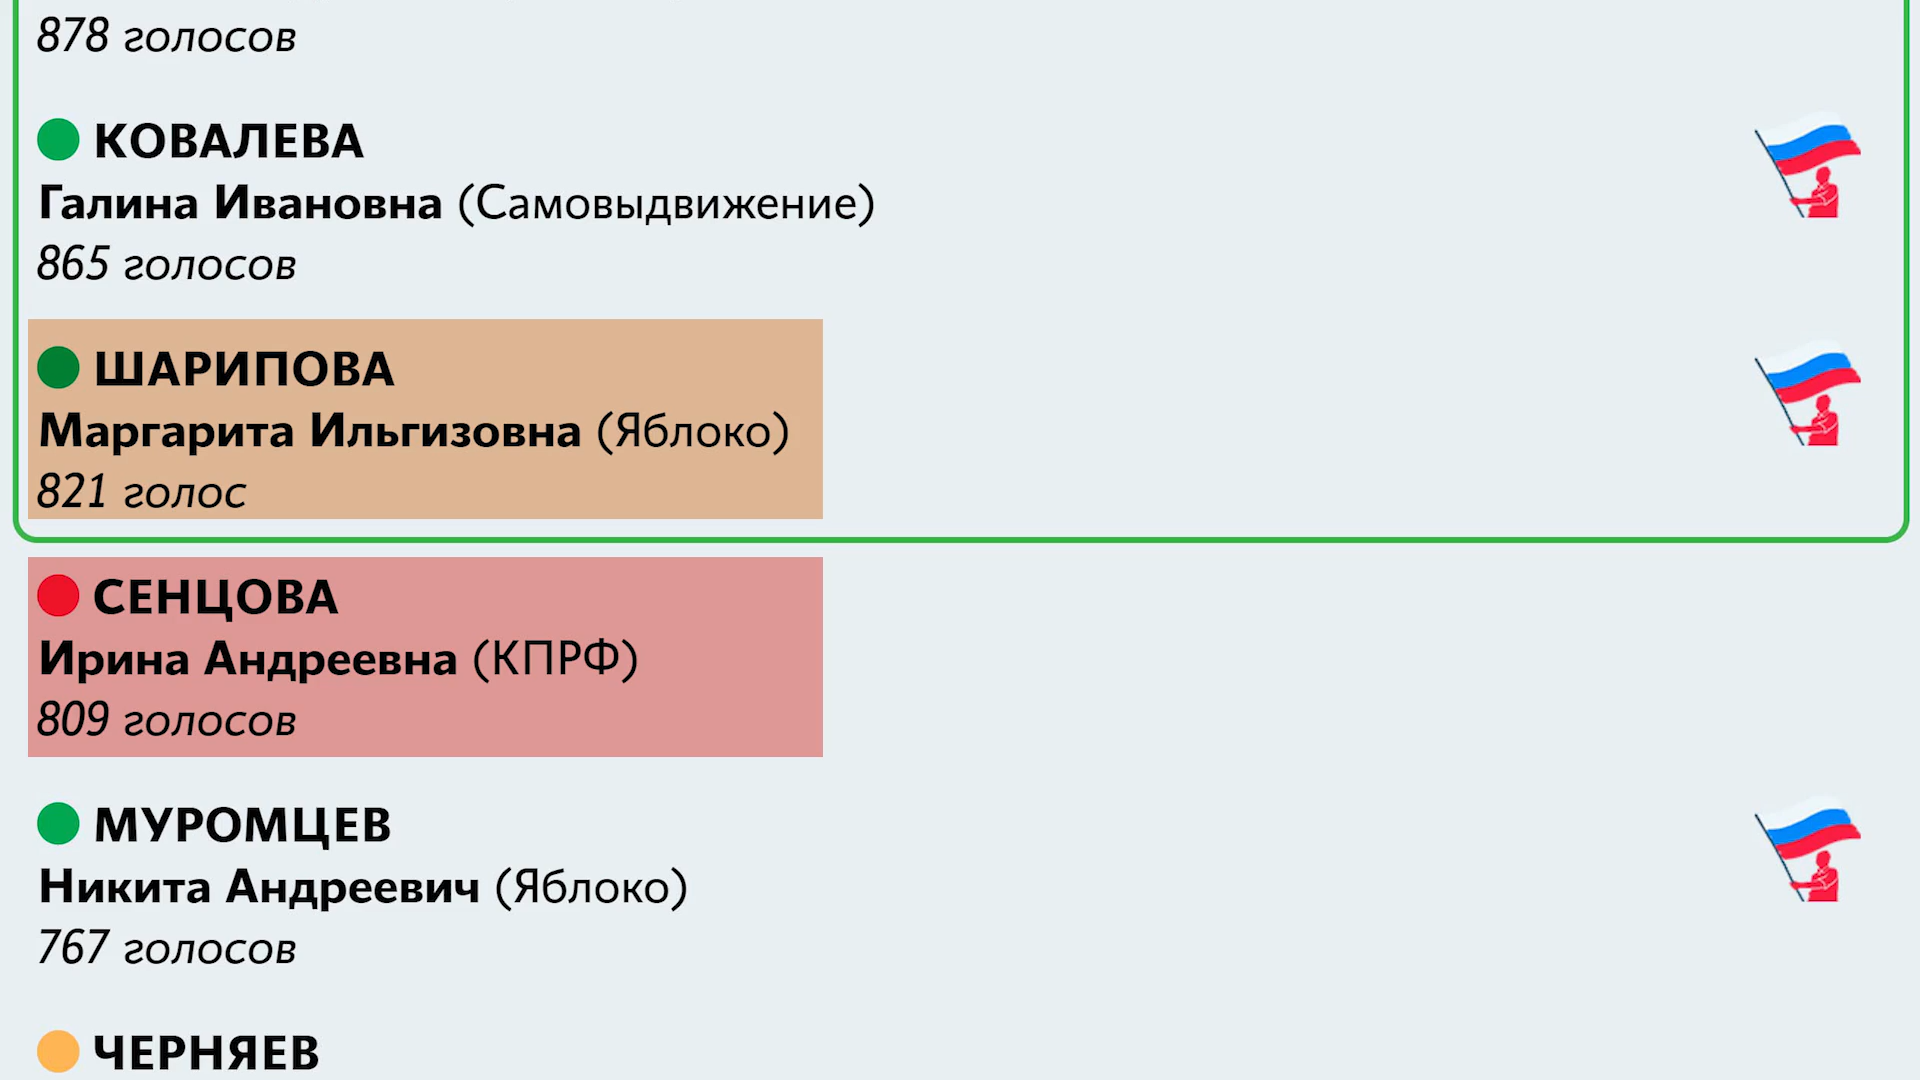 878 голосов
КОВАЛЕВА
Галина Ивановна (Самовыдвижение)
865 голосов
ШАРИПОВА
Маргарита Ильгизовна (Яблоко)
821 голос
СЕНЦОВА
Ирина Андреевна (КПРФ)
809 голосов
МУРОМЦЕВ
Никита Андреевич (Яблоко)
767 голосов
ЧЕРНЯЕВ